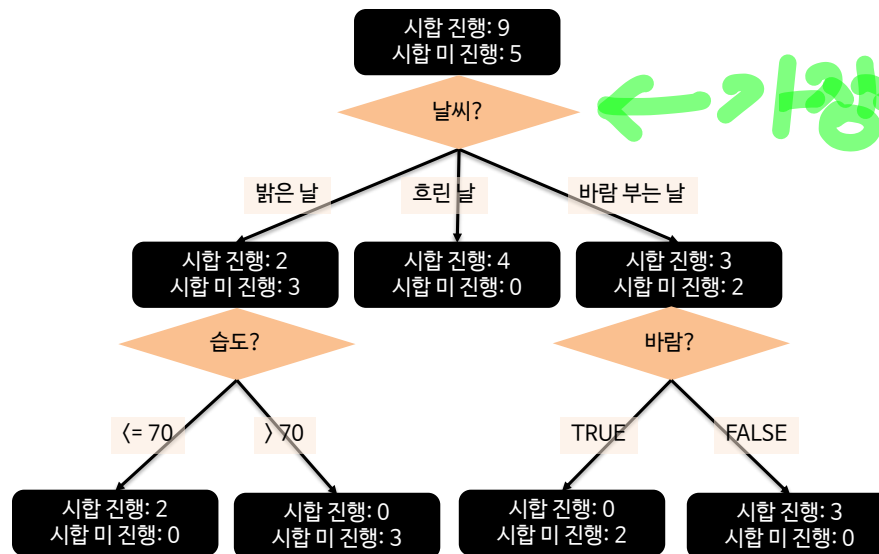 시합 진행: 9
시합 미 진행: 5
날씨?
가장
밝은 날
흐린 날
바람 부는 날
시합 진행: 2
시합 미 진행: 3
시합 진행: 4
시합 미 진행: 0
시합 진행: 3
시합 미 진행: 2
습도?
바람?
<= 70
> 70
TRUE
FALSE
시합 진행: 2
시합 미 진행: 0
시합 진행: 0
시합 미 진행: 3
시합 진행: 0
시합 미 진행: 2
시합 진행: 3
시합 미 진행: 0